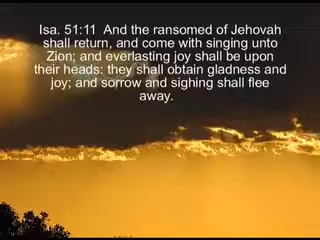 Isa. 51:11  And the ransomed of Jehovah
shall return, and come with singing unto
Zion; and everlasting joy shall be upon
their heads: they shall obtain gladness and
joy; and sorrow and sighing shall flee
away.